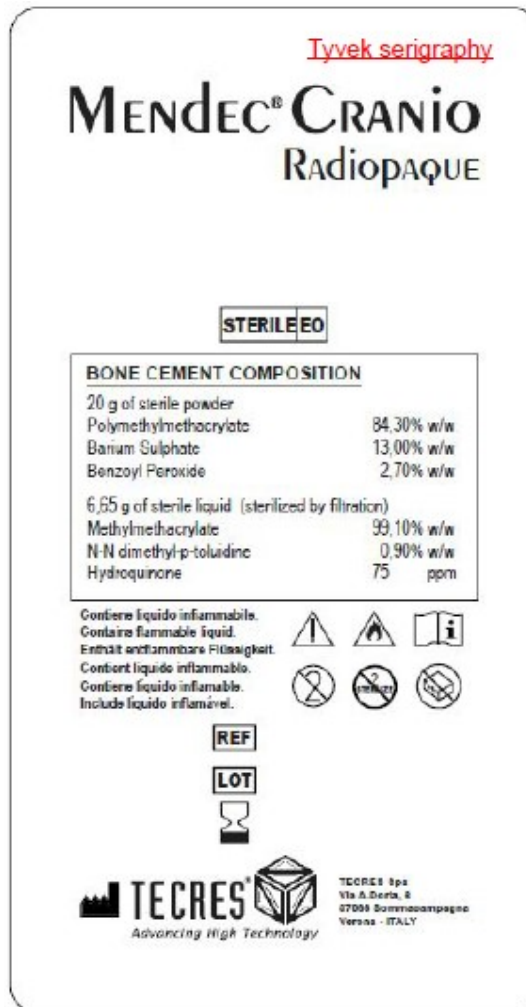 Tyvek serigraphy
Mendec® Cranio
Radiopaque
STERILE EO
BONE CEMENT COMPOSITION
20 g of sterile powder
Polymethylmethacrylate 84,30% w/w
Barium Sulphate 13,00% w/w
Benzoyl Peroxide 2,70% w/w
6,65 g of sterile liquid (sterilized by filtration)
Methylmethacrylate 99,10% w/w
N-N dimethyl-p-toluidine 0,90% w/w
Hydroquinone 75 ppm
Contiene liquido infiammabile.
Contains flammable liquid.
Enthält entflammbare Flüssigkeit.
Contient liquide inflammable.
Contiene líquido inflamable.
Include líquido inflamável.
i
2
2
REF
LOT
TECRES®
Advancing High Technology
TECRES Spa
Via A.Doria, 6
Sommacampagna
Verona - ITALY